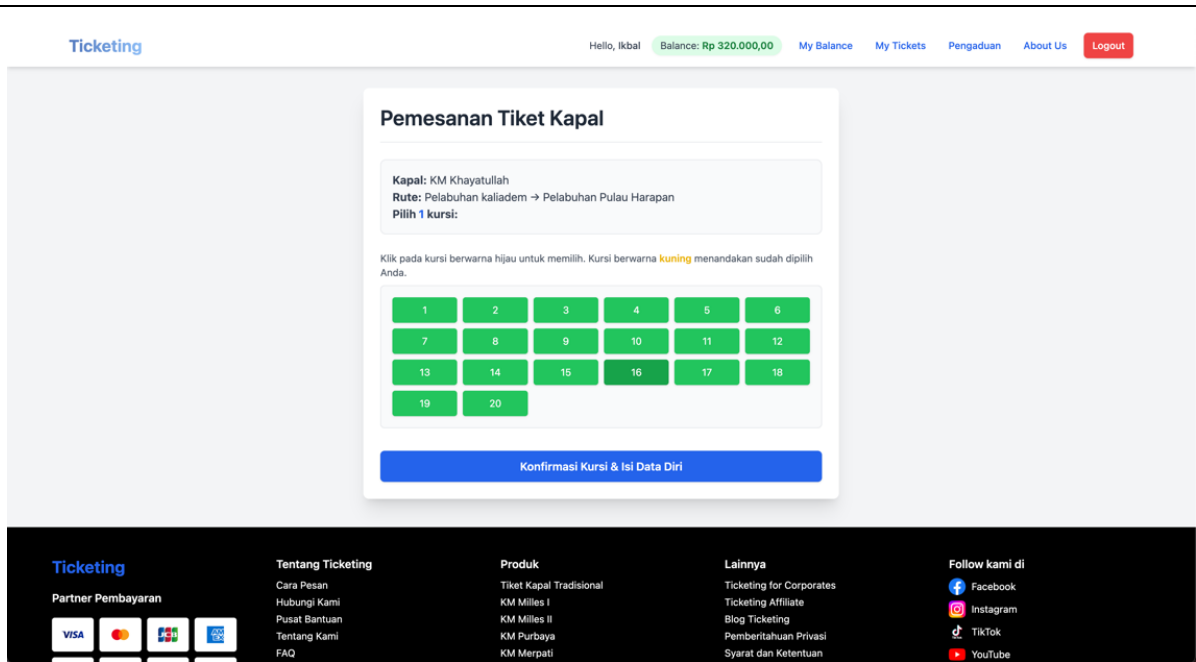 Ticketing
Hello, Ikbal
Balance: Rp 320.000,00
My Balance
My Tickets
Pengaduan
About Us
Logout
Pemesanan Tiket Kapal
Kapal: KM Khayatullah
Rute: Pelabuhan kaliadem → Pelabuhan Pulau Harapan
Pilih 1 kursi:
Klik pada kursi berwarna hijau untuk memilih. Kursi berwarna kuning menandakan sudah dipilih
Anda.
1 2 3 4 5 6
7 8 9 10 11 12
13 14 15 16 17 18
19 20
Konfirmasi Kursi & Isi Data Diri
Ticketing
Partner Pembayaran
VISA
JCB
AM
EX
Tentang Ticketing
Cara Pesan
Hubungi Kami
Pusat Bantuan
Tentang Kami
FAQ
Produk
Tiket Kapal Tradisional
KM Milles I
KM Milles II
KM Purbaya
KM Merpati
Lainnya
Ticketing for Corporates
Ticketing Affiliate
Blog Ticketing
Pemberitahuan Privasi
Syarat dan Ketentuan
Follow kami di
Facebook
Instagram
TikTok
YouTube